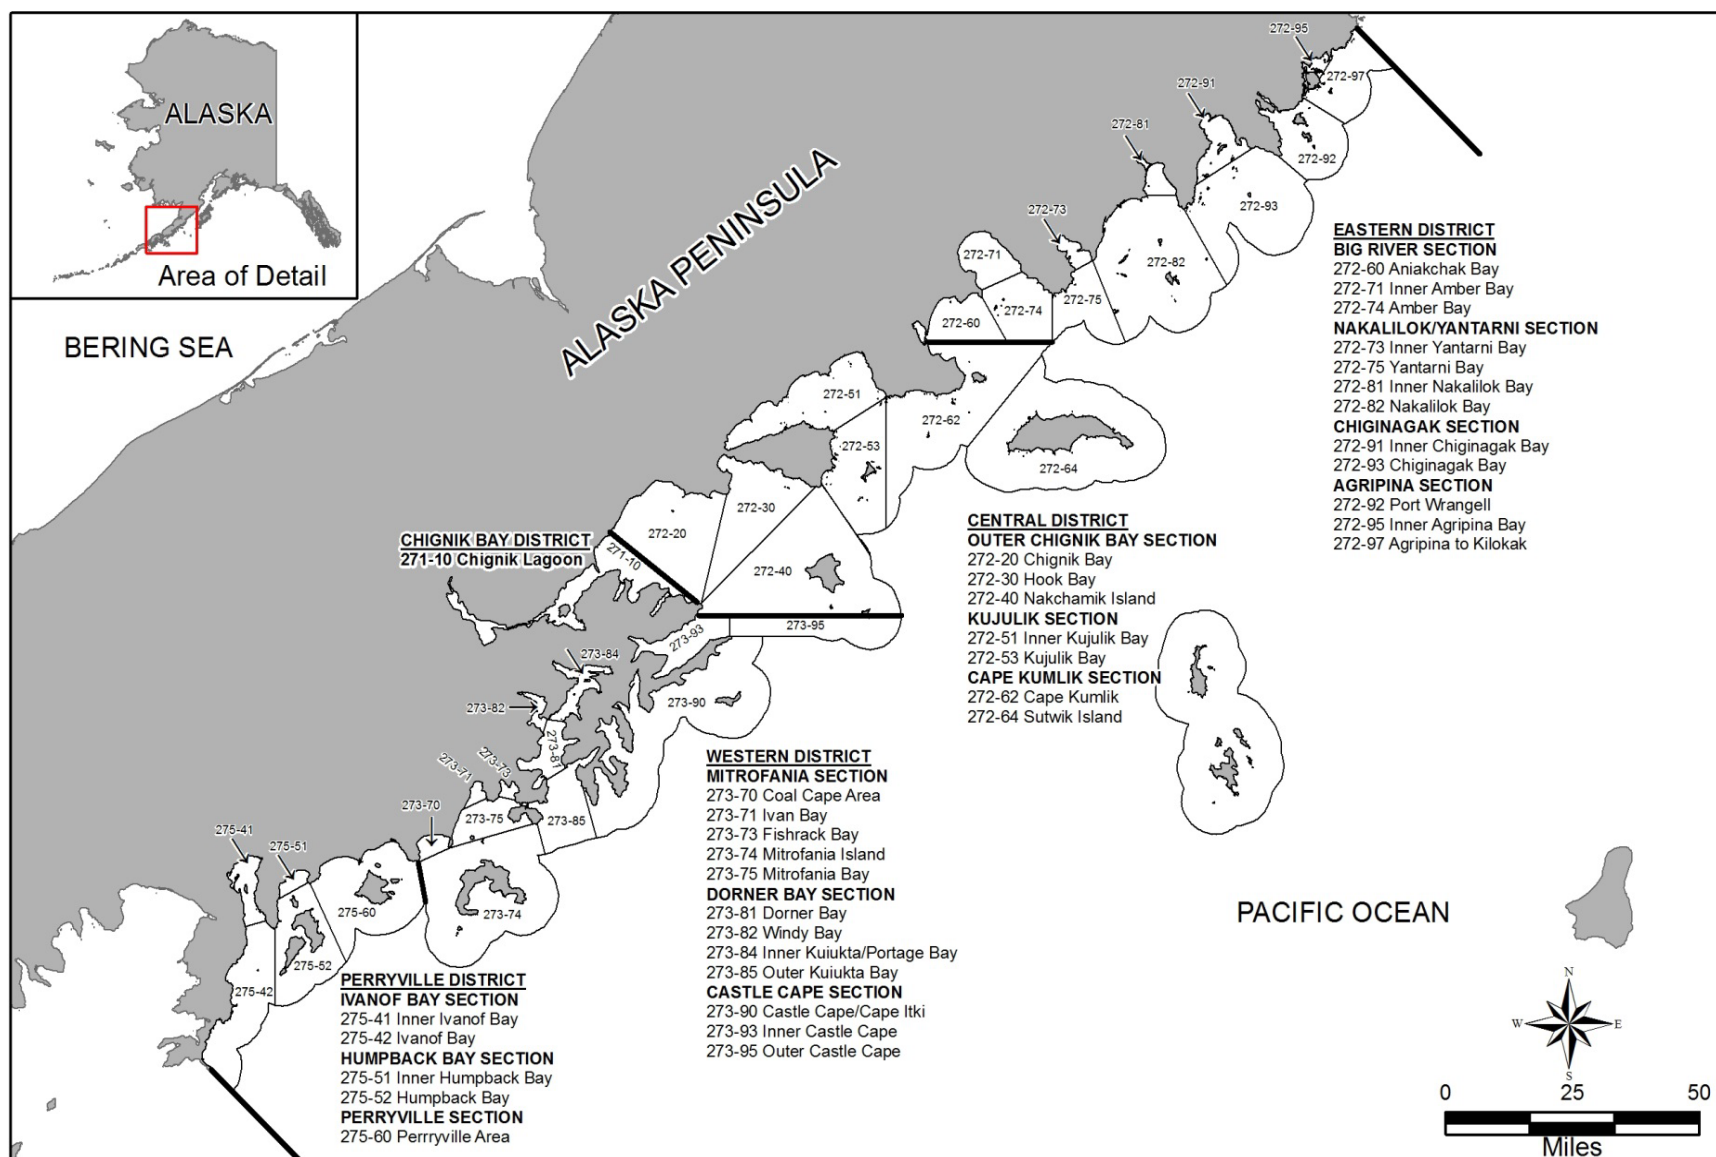 ALASKA
Area of Detail
BERING SEA
ALASKA PENINSULA
PACIFIC OCEAN
272-95
272-97
272-91
272-81
272-92
272-93
272-73
272-71
272-82
272-75
272-74
272-60
272-51
272-62
272-53
272-64
272-30
272-20
272-40
271-10
273-95
273-93
273-84
273-90
273-82
273-81
273-73
273-71
273-70
273-75
273-85
273-74
275-41
275-51
275-60
275-52
275-42
CHIGNIK BAY DISTRICT
271-10 Chignik Lagoon
EASTERN DISTRICT
BIG RIVER SECTION
272-60 Aniakchak Bay
272-71 Inner Amber Bay
272-74 Amber Bay
NAKALILOK/YANTARNI SECTION
272-73 Inner Yantarni Bay
272-75 Yantarni Bay
272-81 Inner Nakalilok Bay
272-82 Nakalilok Bay
CHIGINAGAK SECTION
272-91 Inner Chiginagak Bay
272-93 Chiginagak Bay
AGRIPINA SECTION
272-92 Port Wrangell
272-95 Inner Agripina Bay
272-97 Agripina to Kilokak
CENTRAL DISTRICT
OUTER CHIGNIK BAY SECTION
272-20 Chignik Bay
272-30 Hook Bay
272-40 Nakchamik Island
KUJULIK SECTION
272-51 Inner Kujulik Bay
272-53 Kujulik Bay
CAPE KUMLIK SECTION
272-62 Cape Kumlik
272-64 Sutwik Island
WESTERN DISTRICT
MITROFANIA SECTION
273-70 Coal Cape Area
273-71 Ivan Bay
273-73 Fishrack Bay
273-74 Mitrofania Island
273-75 Mitrofania Bay
DORNER BAY SECTION
273-81 Dorner Bay
273-82 Windy Bay
273-84 Inner Kuiukta/Portage Bay
273-85 Outer Kuiukta Bay
CASTLE CAPE SECTION
273-90 Castle Cape/Cape Itki
273-93 Inner Castle Cape
273-95 Outer Castle Cape
PERRYVILLE DISTRICT
IVANOF BAY SECTION
275-41 Inner Ivanof Bay
275-42 Ivanof Bay
HUMPBACK BAY SECTION
275-51 Inner Humpback Bay
275-52 Humpback Bay
PERRYVILLE SECTION
275-60 Perrryville Area
N
W
E
S
0 25 50
Miles